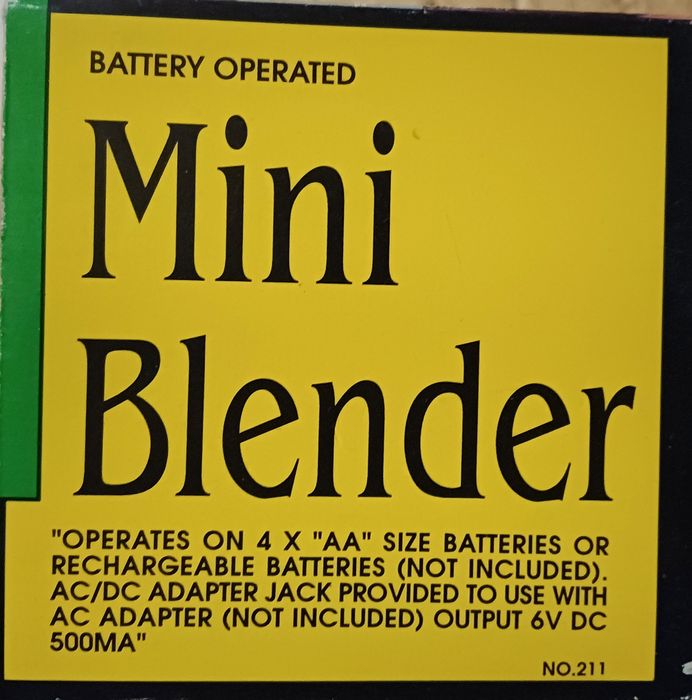 BATTERY OPERATED
Mini
Blender
"OPERATES ON 4 X "AA" SIZE BATTERIES OR
RECHARGEABLE BATTERIES (NOT INCLUDED).
AC/DC ADAPTER JACK PROVIDED TO USE WITH
AC ADAPTER (NOT INCLUDED) OUTPUT 6V DC
500MA"
NO.211